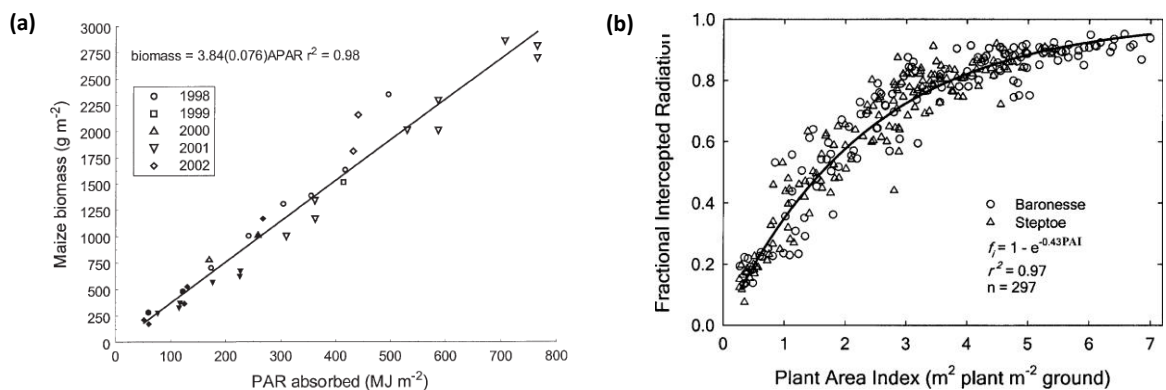 (a)
Maize biomass (g m-2)
3000
2750
2500
2250
2000
1750
1500
1250
1000
750
500
250
biomass = 3.84(0.076)APAR r² = 0.98
1998
1999
2000
2001
2002
0 100 200 300 400 500 600 700 800
PAR absorbed (MJ m-2)
(b)
Fractional Intercepted Radiation
1.0
0.8
0.6
0.4
0.2
0.0
Baronesse
Steptoe
fi = 1 - e-0.43PAI
r² = 0.97
n = 297
0 1 2 3 4 5 6 7
Plant Area Index (m² plant m-2 ground)